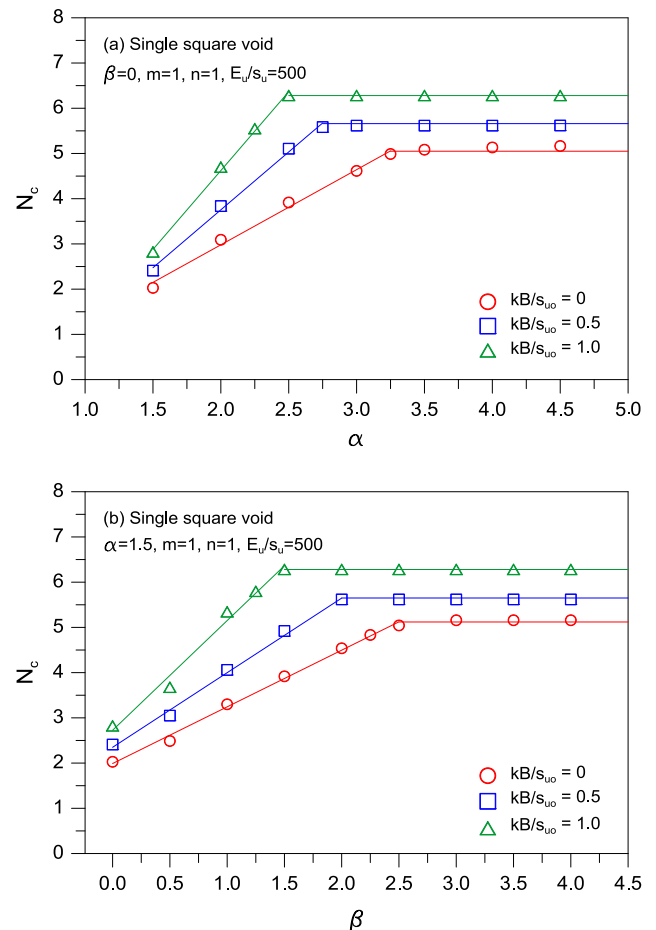 8
(a) Single square void
β=0, m=1, n=1, Eᵤ/sᵤ=500
7
6
5
N_c
4
3
2
1
0
kB/s_uo = 0
kB/s_uo = 0.5
kB/s_uo = 1.0
1.0 1.5 2.0 2.5 3.0 3.5 4.0 4.5 5.0
α
8
(b) Single square void
α=1.5, m=1, n=1, Eᵤ/sᵤ=500
7
6
5
N_c
4
3
2
1
0
kB/s_uo = 0
kB/s_uo = 0.5
kB/s_uo = 1.0
0.0 0.5 1.0 1.5 2.0 2.5 3.0 3.5 4.0 4.5
β